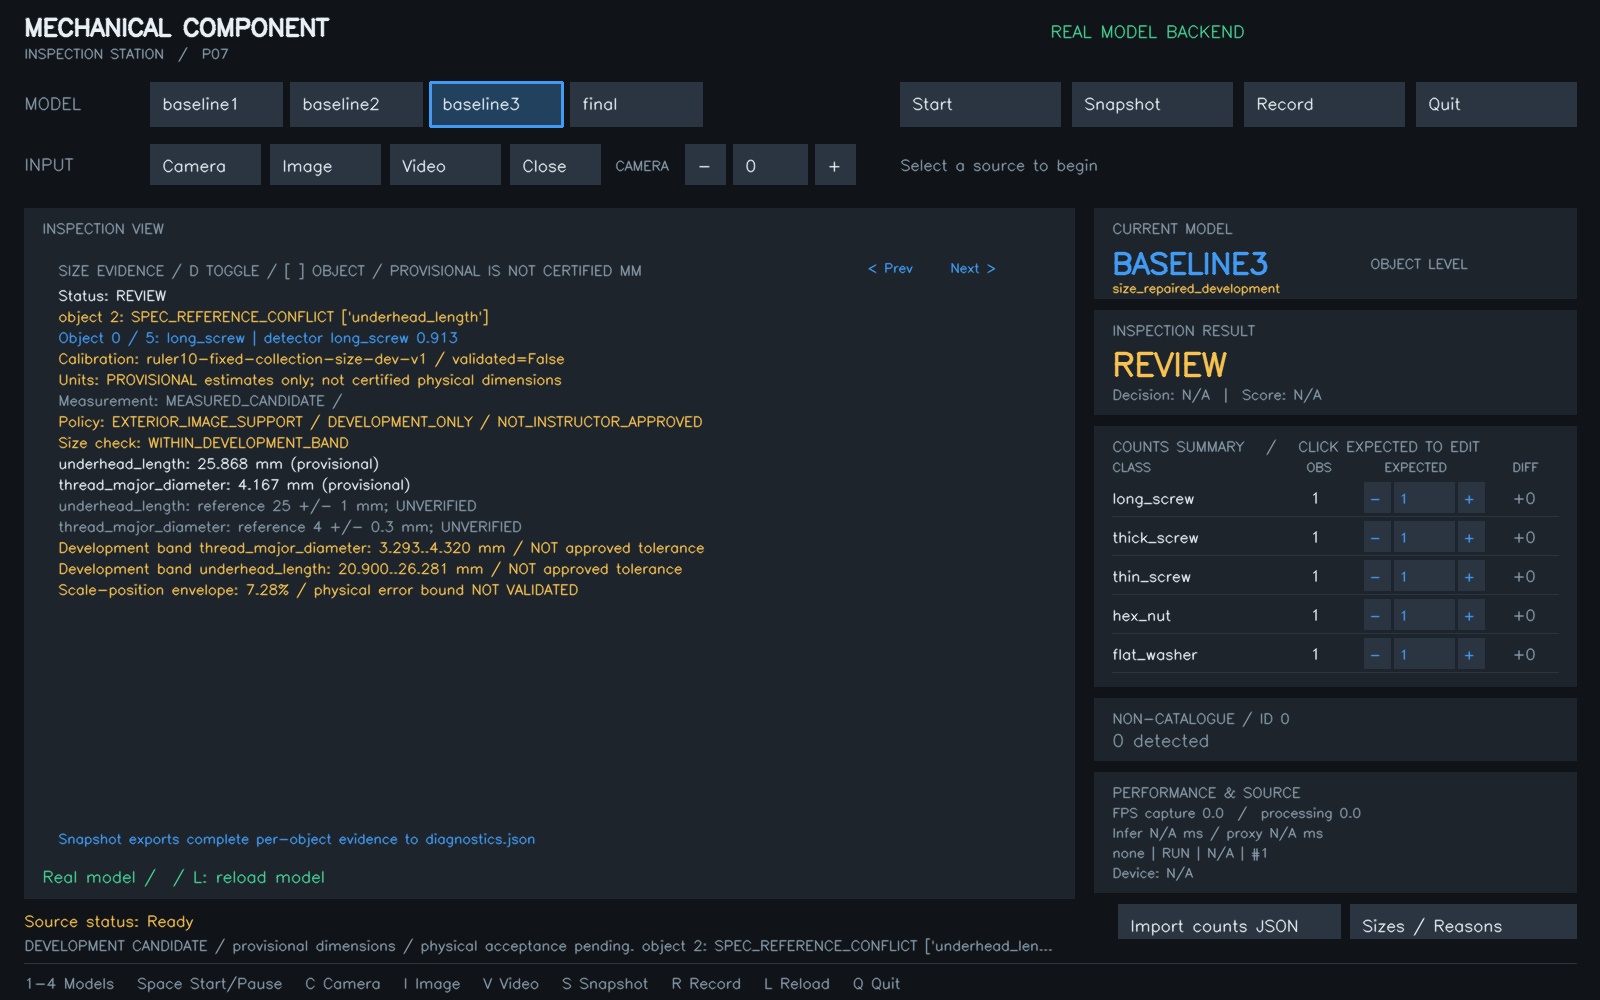 MECHANICAL COMPONENT
REAL MODEL BACKEND
INSPECTION STATION / P07
MODEL baseline1 baseline2 baseline3 final Start Snapshot Record Quit
INPUT Camera Image Video Close CAMERA − 0 + Select a source to begin
INSPECTION VIEW
SIZE EVIDENCE / D TOGGLE / [ ] OBJECT / PROVISIONAL IS NOT CERTIFIED MM < Prev Next >
Status: REVIEW
object 2: SPEC_REFERENCE_CONFLICT ['underhead_length']
Object 0 / 5: long_screw | detector long_screw 0.913
Calibration: ruler10-fixed-collection-size-dev-v1 / validated=False
Units: PROVISIONAL estimates only; not certified physical dimensions
Measurement: MEASURED_CANDIDATE /
Policy: EXTERIOR_IMAGE_SUPPORT / DEVELOPMENT_ONLY / NOT_INSTRUCTOR_APPROVED
Size check: WITHIN_DEVELOPMENT_BAND
underhead_length: 25.868 mm (provisional)
thread_major_diameter: 4.167 mm (provisional)
underhead_length: reference 25 +/- 1 mm; UNVERIFIED
thread_major_diameter: reference 4 +/- 0.3 mm; UNVERIFIED
Development band thread_major_diameter: 3.293..4.320 mm / NOT approved tolerance
Development band underhead_length: 20.900..26.281 mm / NOT approved tolerance
Scale-position envelope: 7.28% / physical error bound NOT VALIDATED
Snapshot exports complete per-object evidence to diagnostics.json
Real model / / L: reload model
CURRENT MODEL
BASELINE3 OBJECT LEVEL
size_repaired_development
INSPECTION RESULT
REVIEW
Decision: N/A | Score: N/A
COUNTS SUMMARY / CLICK EXPECTED TO EDIT
CLASS OBS EXPECTED DIFF
long_screw 1 − 1 + +0
thick_screw 1 − 1 + +0
thin_screw 1 − 1 + +0
hex_nut 1 − 1 + +0
flat_washer 1 − 1 + +0
NON-CATALOGUE / ID 0
0 detected
PERFORMANCE & SOURCE
FPS capture 0.0 / processing 0.0
Infer N/A ms / proxy N/A ms
none | RUN | N/A | #1
Device: N/A
Import counts JSON Sizes / Reasons
Source status: Ready
DEVELOPMENT CANDIDATE / provisional dimensions / physical acceptance pending. object 2: SPEC_REFERENCE_CONFLICT ['underhead_len...
1-4 Models Space Start/Pause C Camera I Image V Video S Snapshot R Record L Reload Q Quit